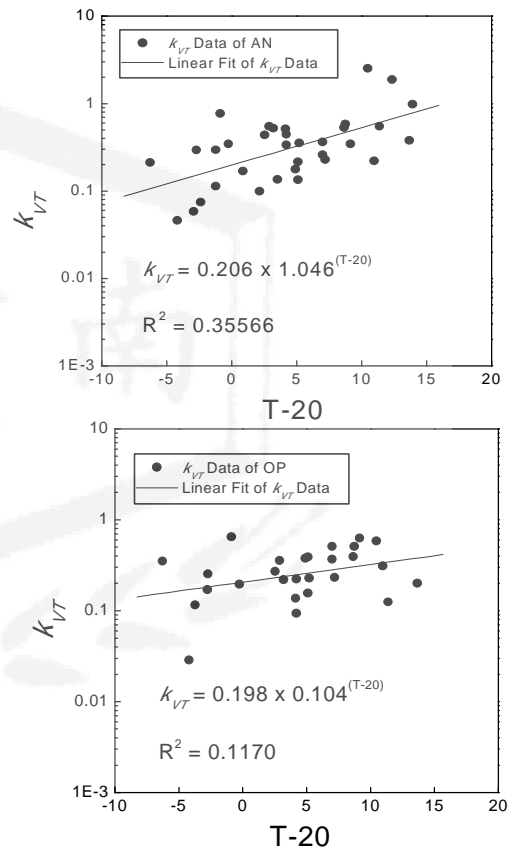 10
k_VT Data of AN
Linear Fit of k_VT Data
1
0.1
k_VT
0.01
k_VT = 0.206 x 1.046^(T-20)
R^2 = 0.35566
1E-3
-10 -5 0 5 10 15 20
T-20
10
k_VT Data of OP
Linear Fit of k_VT Data
1
0.1
k_VT
0.01
k_VT = 0.198 x 0.104^(T-20)
R^2 = 0.1170
1E-3
-10 -5 0 5 10 15 20
T-20
南